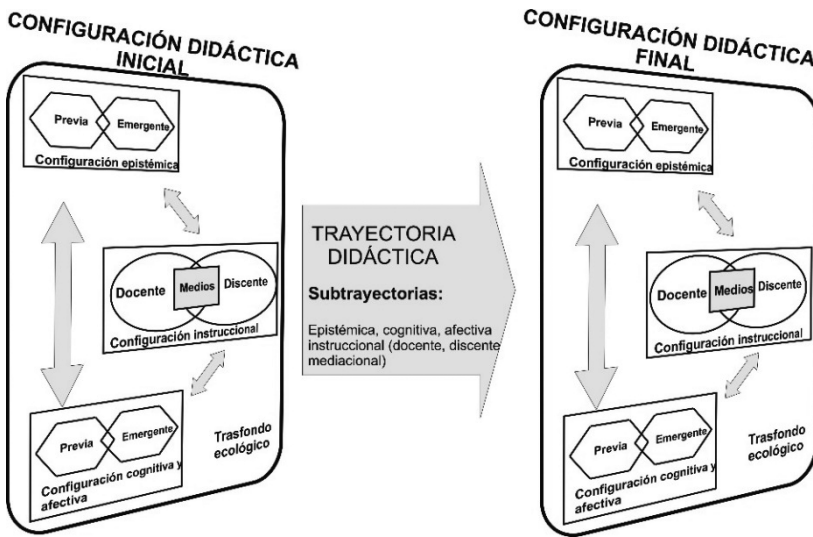 CONFIGURACIÓN DIDÁCTICA
INICIAL
Previa
Emergente
Configuración epistémica
Docente
Medios
Discente
Configuración instruccional
Previa
Emergente
Configuración cognitiva y
afectiva
Trasfondo
ecológico
TRAYECTORIA
DIDÁCTICA
Subtrayectorias:
Epistémica, cognitiva, afectiva
instruccional (docente, discente
mediacional)
CONFIGURACIÓN DIDÁCTICA
FINAL
Previa
Emergente
Configuración epistémica
Docente
Medios
Discente
Configuración instruccional
Previa
Emergente
Configuración cognitiva y
afectiva
Trasfondo
ecológico